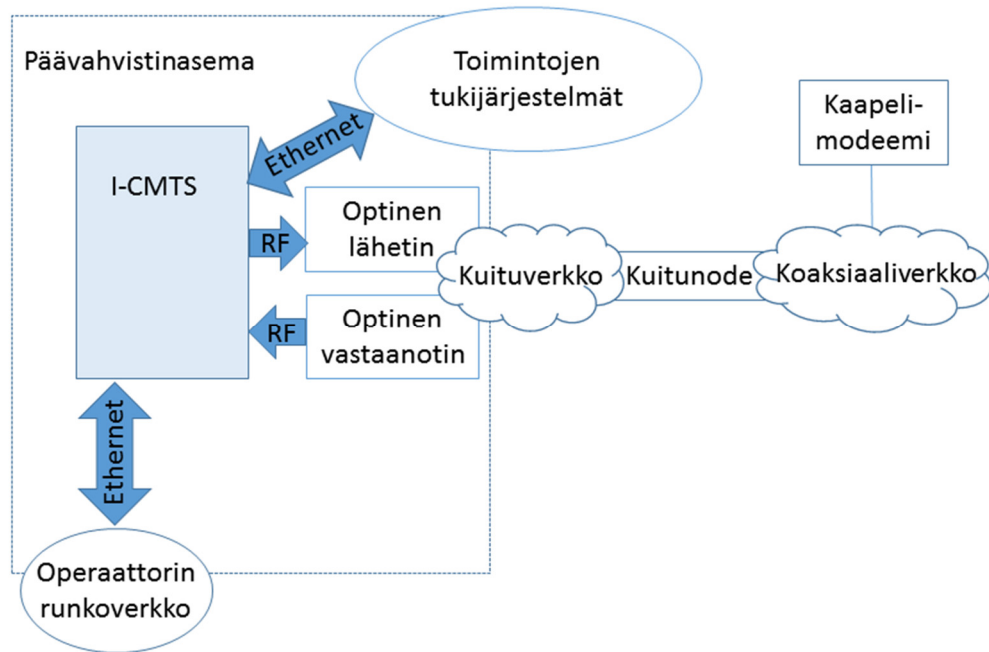 Päävahvistinasema
Toimintojen
tukijärjestelmät
Kaapeli-
modeemi
Ethernet
I-CMTS
RF
Optinen
lähetin
Kuituverkko
Kuitunode
Koaksiaaliverkko
RF
Optinen
vastaanotin
Ethernet
Operaattorin
runkoverkko